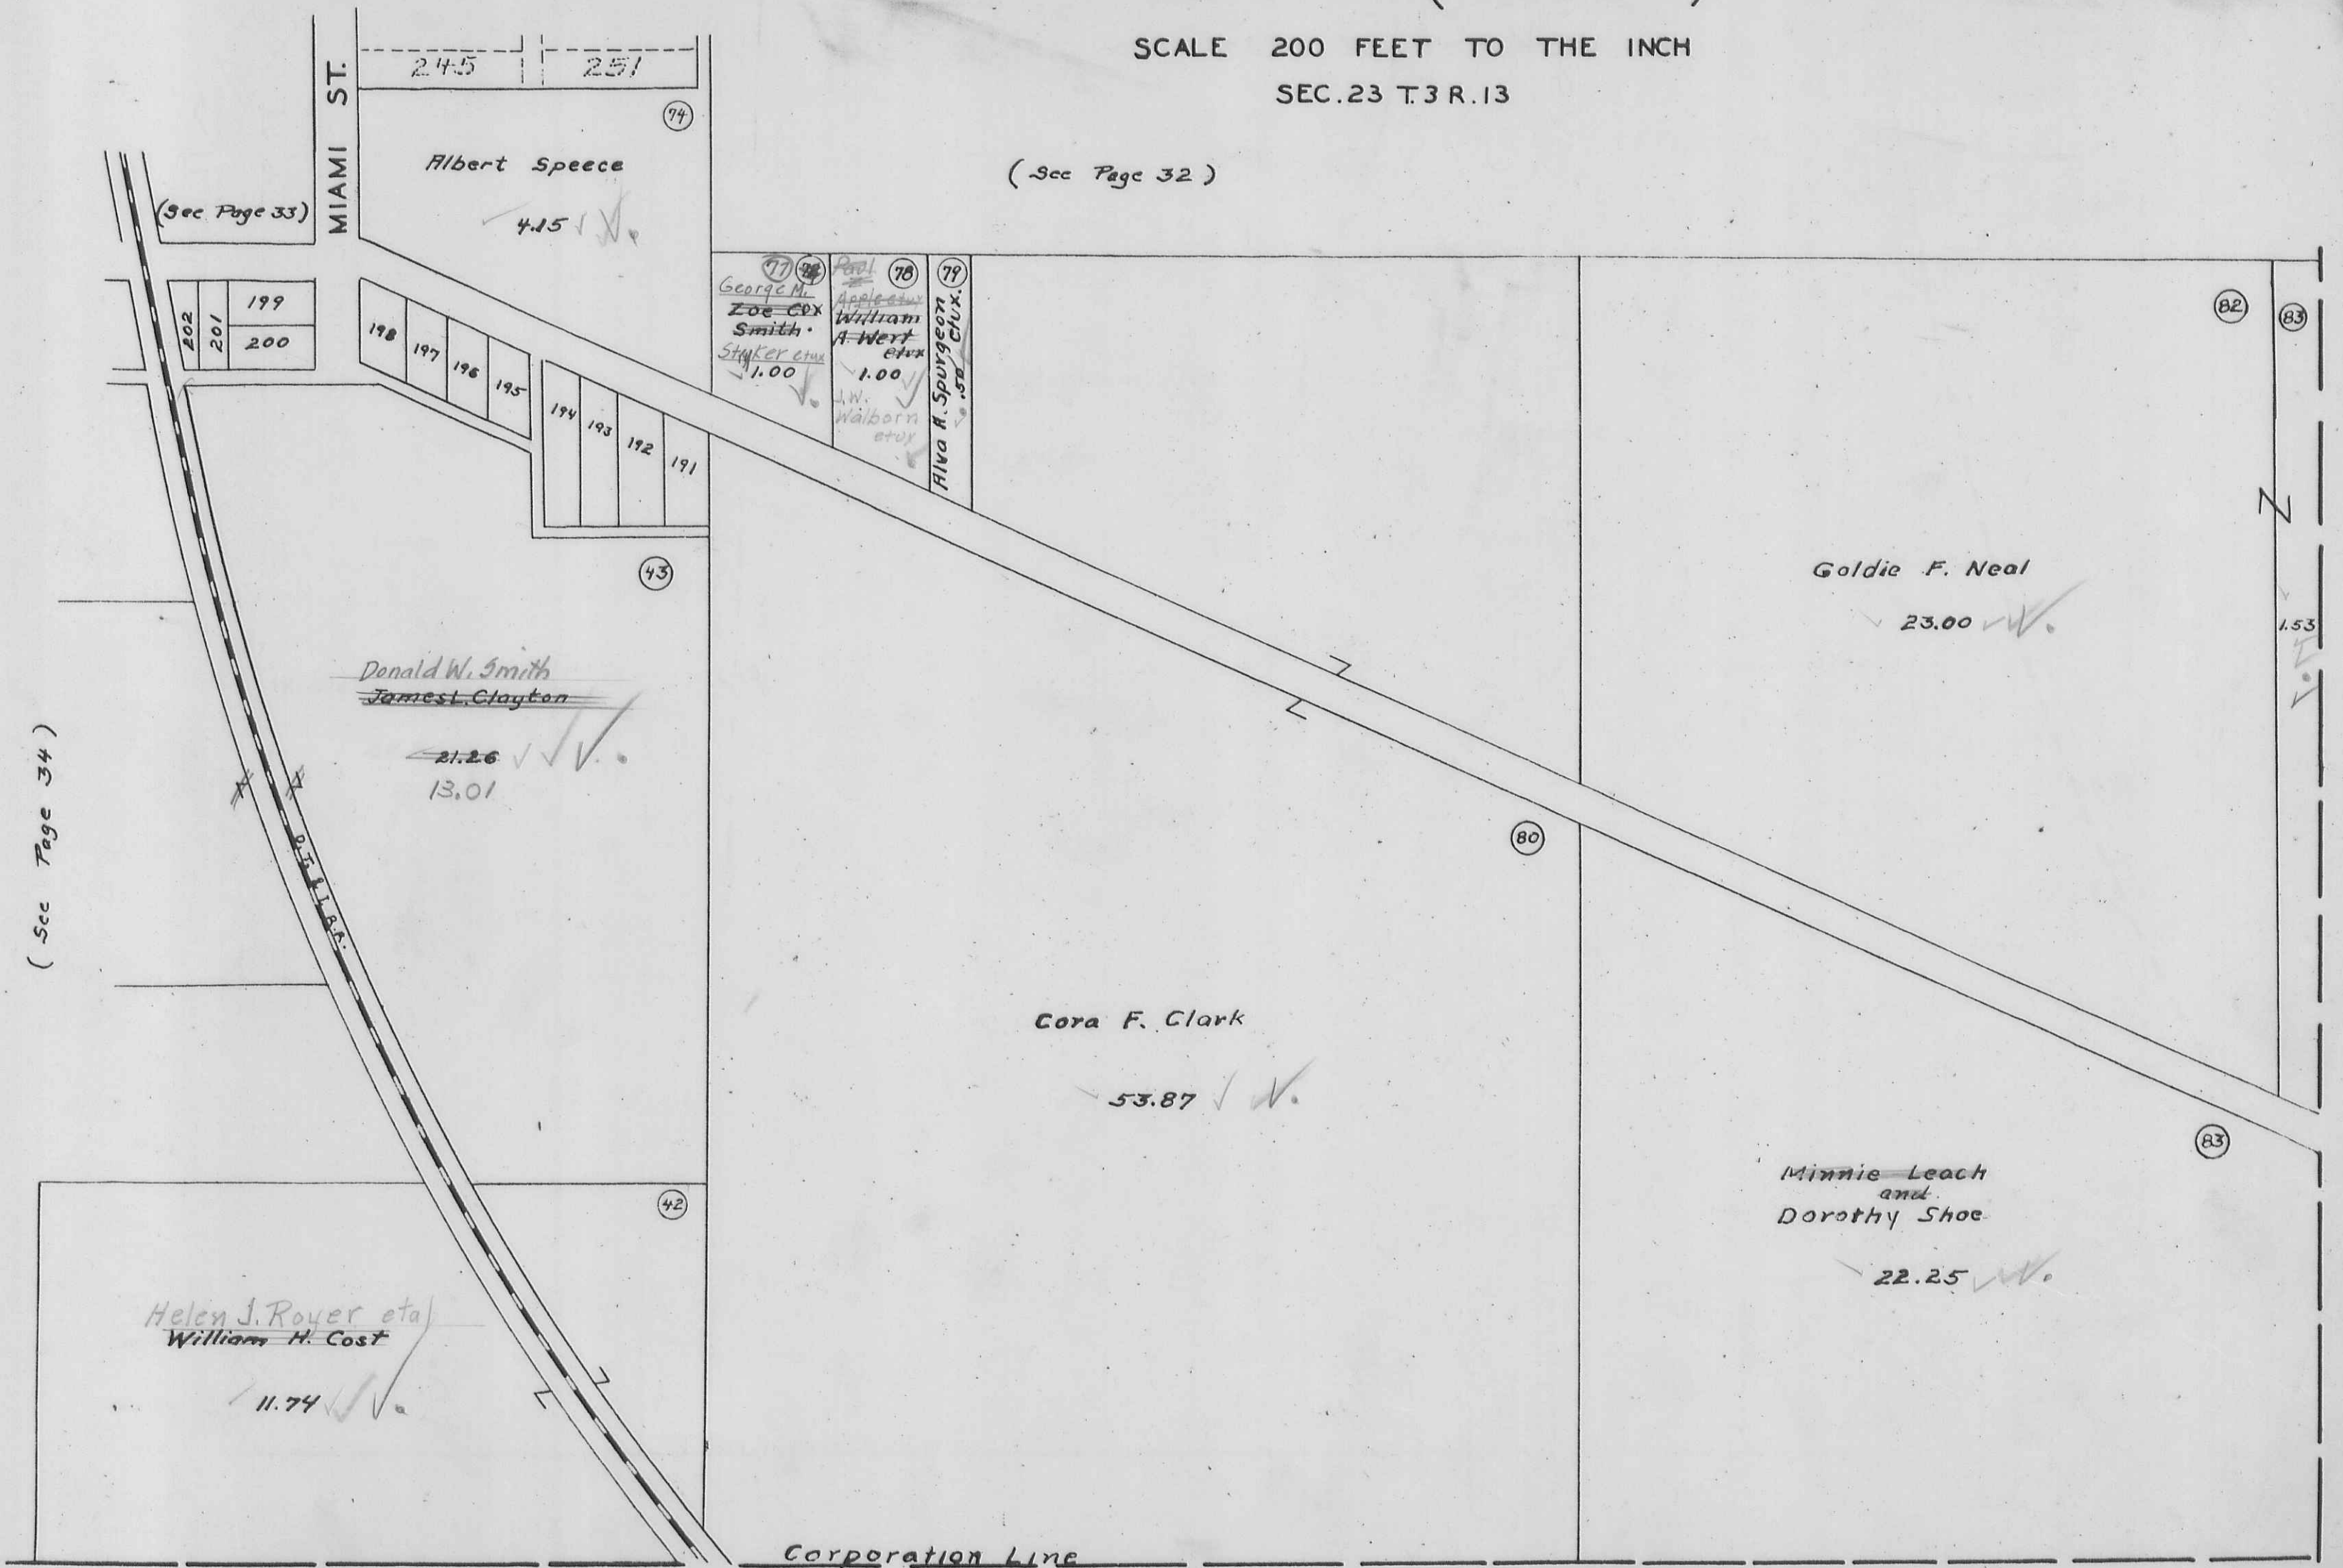 SCALE 200 FEET TO THE INCH
SEC. 23 T.3 R.13
245
251
MIAMI ST.
74
Albert Speece
4.15
(See Page 33)
(See Page 32)
202
201
199
200
198
197
196
195
194
193
192
191
77
George M.
Zoe Cox
Smith.
Stryker etux
1.00
Paul
78
Apple etux
William
A. Wert
etux
1.00
J.W.
Walborn
etux
79
Alva H. Spurgeon
etux.
.50
82
83
Goldie F. Neal
23.00
1.53
43
Donald W. Smith
James L. Clayton
21.26
13.01
(See Page 34)
D.T. & I. R.R.
80
Cora F. Clark
53.87
83
Minnie Leach
and
Dorothy Shoe
22.25
42
Helen J. Royer etal
William H. Cost
11.74
Corporation Line